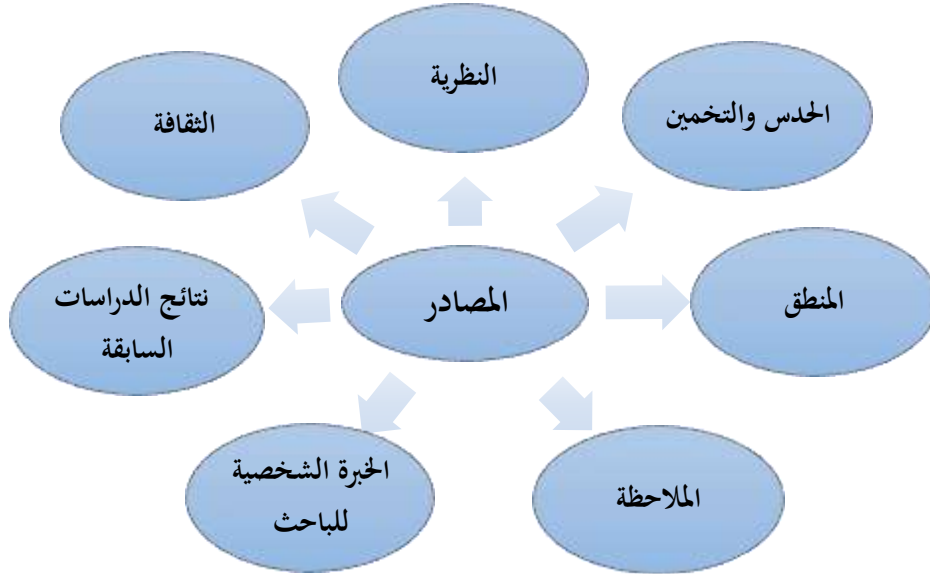 النظرية
الحدس والتخمين
الثقافة
المصادر
المنطق
نتائج الدراسات
السابقة
الخبرة الشخصية
للباحث
الملاحظة